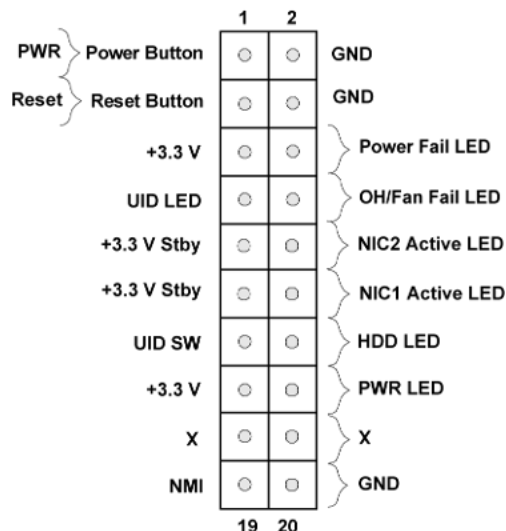 1 2
PWR Power Button GND
Reset Reset Button GND
+3.3 V Power Fail LED
UID LED OH/Fan Fail LED
+3.3 V Stby NIC2 Active LED
+3.3 V Stby NIC1 Active LED
UID SW HDD LED
+3.3 V PWR LED
X X
NMI GND
19 20